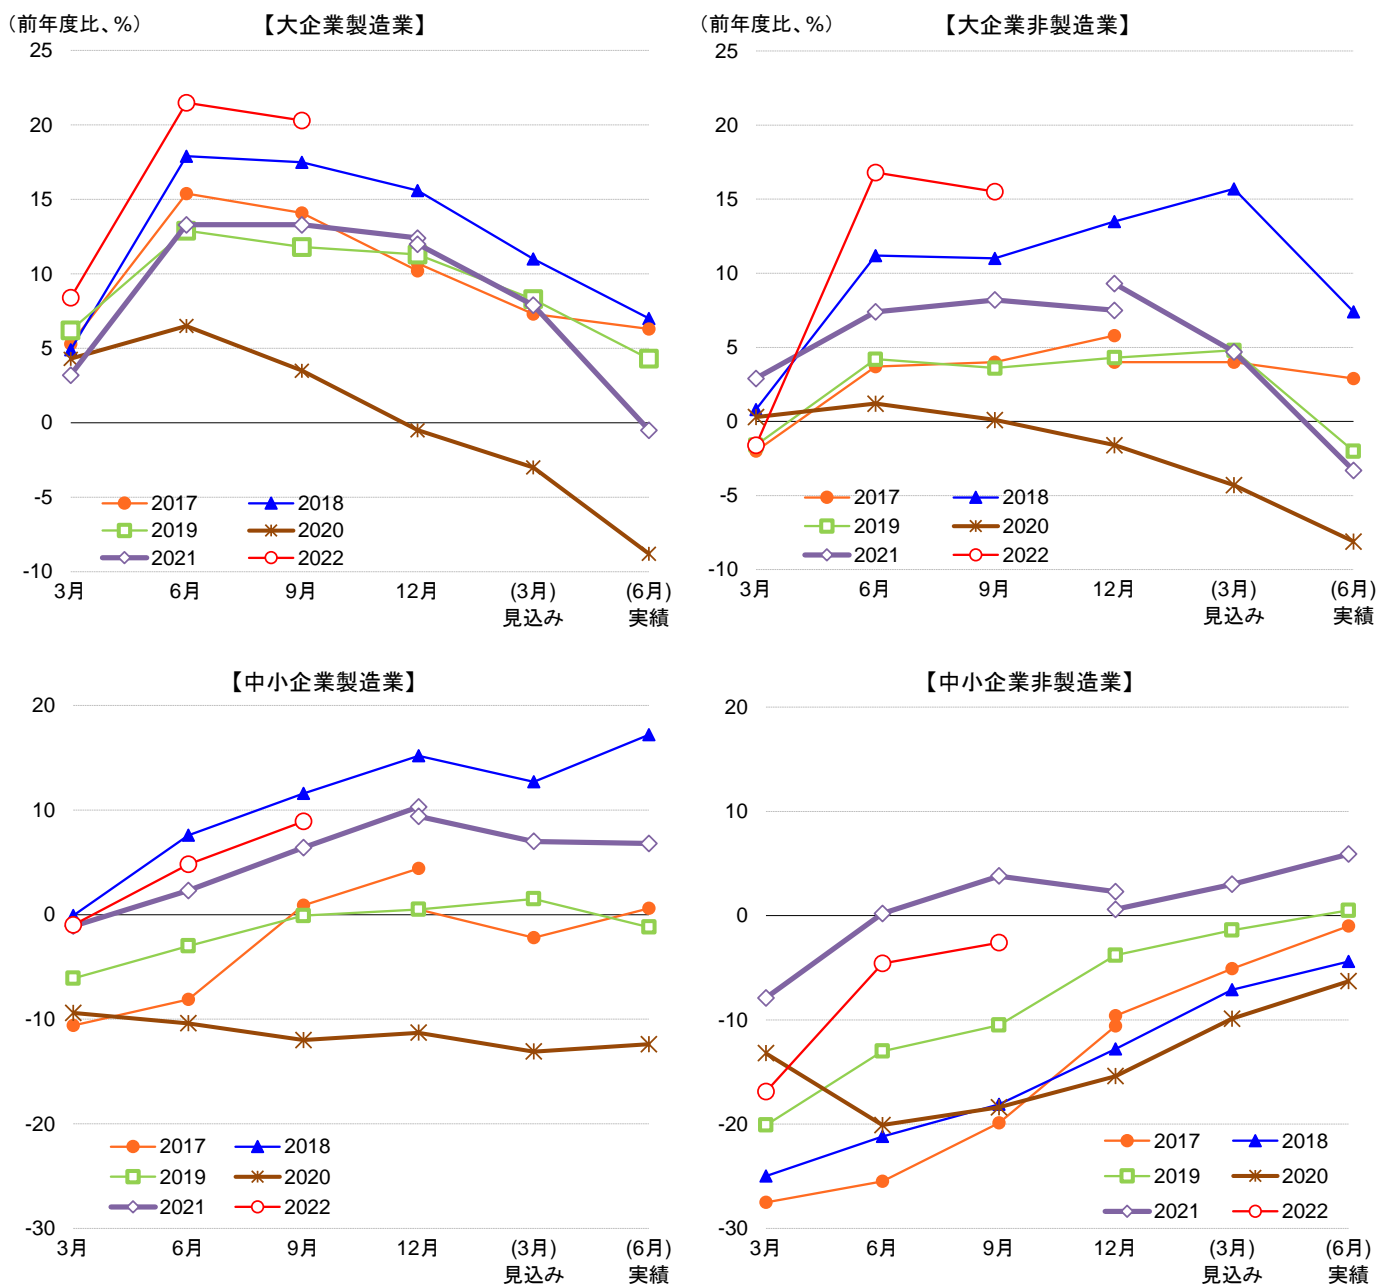 （前年度比、%）
【大企業製造業】
25
20
15
10
5
0
-5
-10
2017
2018
2019
2020
2021
2022
3月
6月
9月
12月
(3月)
見込み
(6月)
実績
（前年度比、%）
【大企業非製造業】
25
20
15
10
5
0
-5
-10
2017
2018
2019
2020
2021
2022
3月
6月
9月
12月
(3月)
見込み
(6月)
実績
【中小企業製造業】
20
10
0
-10
-20
-30
2017
2018
2019
2020
2021
2022
3月
6月
9月
12月
(3月)
見込み
(6月)
実績
【中小企業非製造業】
20
10
0
-10
-20
-30
2017
2018
2019
2020
2021
2022
3月
6月
9月
12月
(3月)
見込み
(6月)
実績